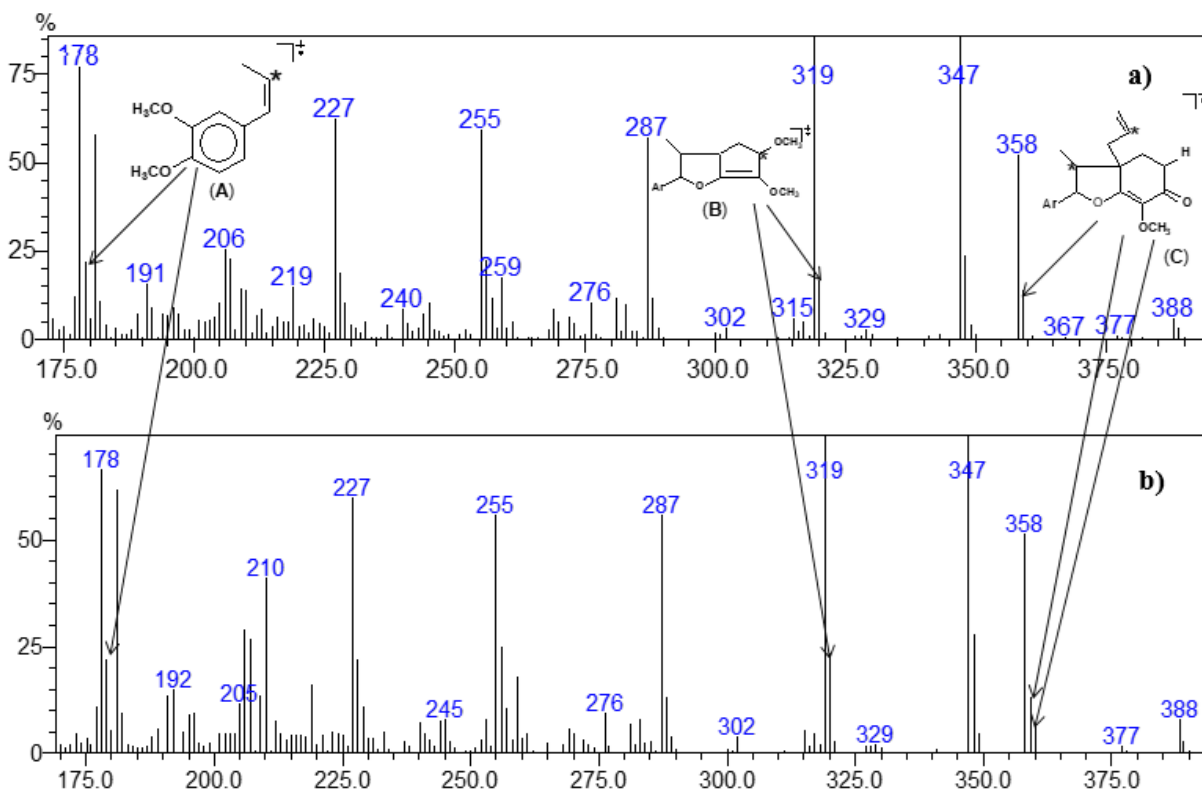 %
178 227 255 287 319 347 a) 358
75
50
25
0
191 206 219 240 259 276 302 315 329 367 377 388
H₃CO
H₃CO
*
(A)
Ar O OCH₃ * OCH₃
(B)
* * H
Ar O O
OCH₃
(C)
175.0 200.0 225.0 250.0 275.0 300.0 325.0 350.0 375.0
%
178 227 255 287 319 347 b) 358
50
25
0
192 205 210 245 276 302 329 377 388
175.0 200.0 225.0 250.0 275.0 300.0 325.0 350.0 375.0